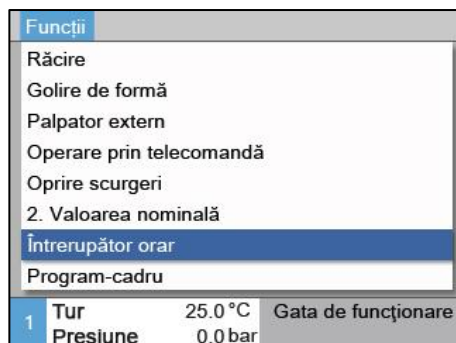 Funcții
Răcire
Golire de formă
Palpator extern
Operare prin telecomandă
Oprire scurgeri
2. Valoarea nominală
Întrerupător orar
Program-cadru
1 Tur 25.0 °C Gata de funcţionare
Presiune 0.0 bar